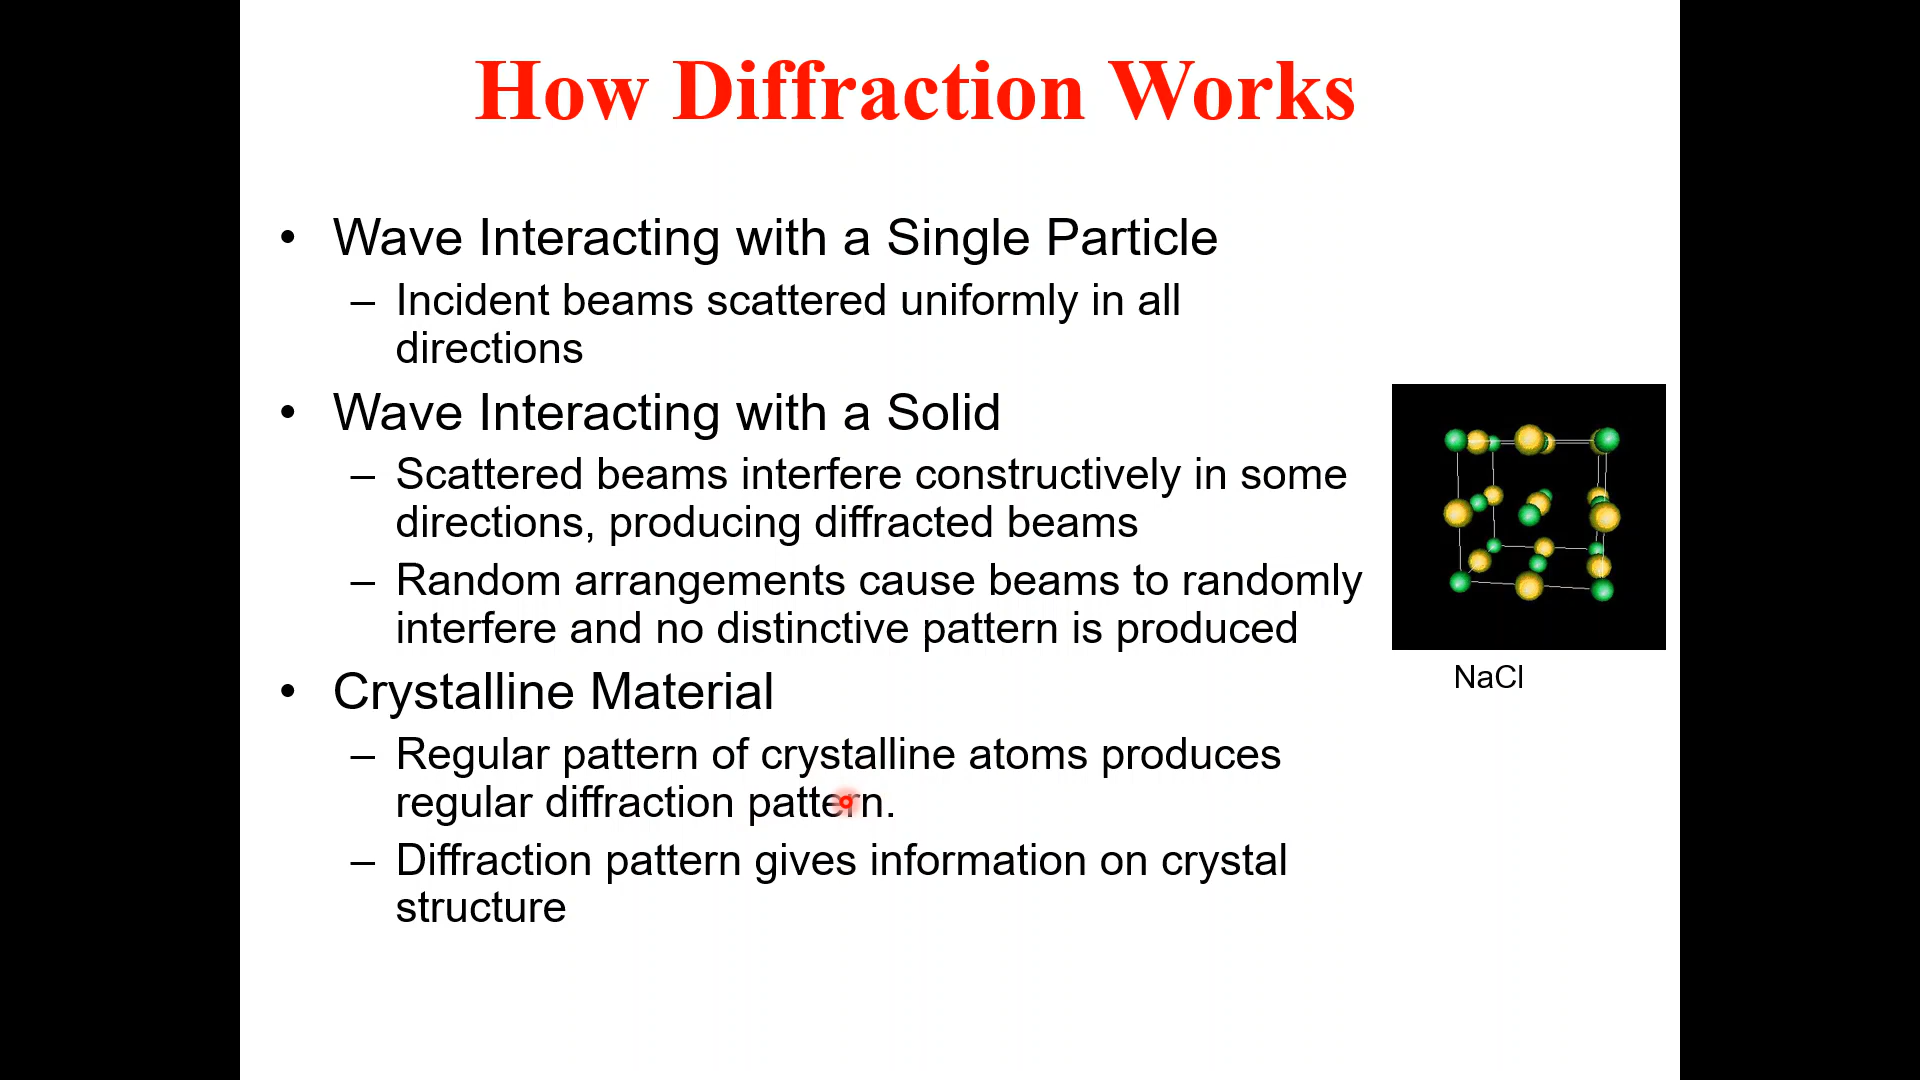 How Diffraction Works
• Wave Interacting with a Single Particle
– Incident beams scattered uniformly in all
directions
• Wave Interacting with a Solid
– Scattered beams interfere constructively in some
directions, producing diffracted beams
– Random arrangements cause beams to randomly
interfere and no distinctive pattern is produced
• Crystalline Material
– Regular pattern of crystalline atoms produces
regular diffraction pattern.
– Diffraction pattern gives information on crystal
structure
NaCl